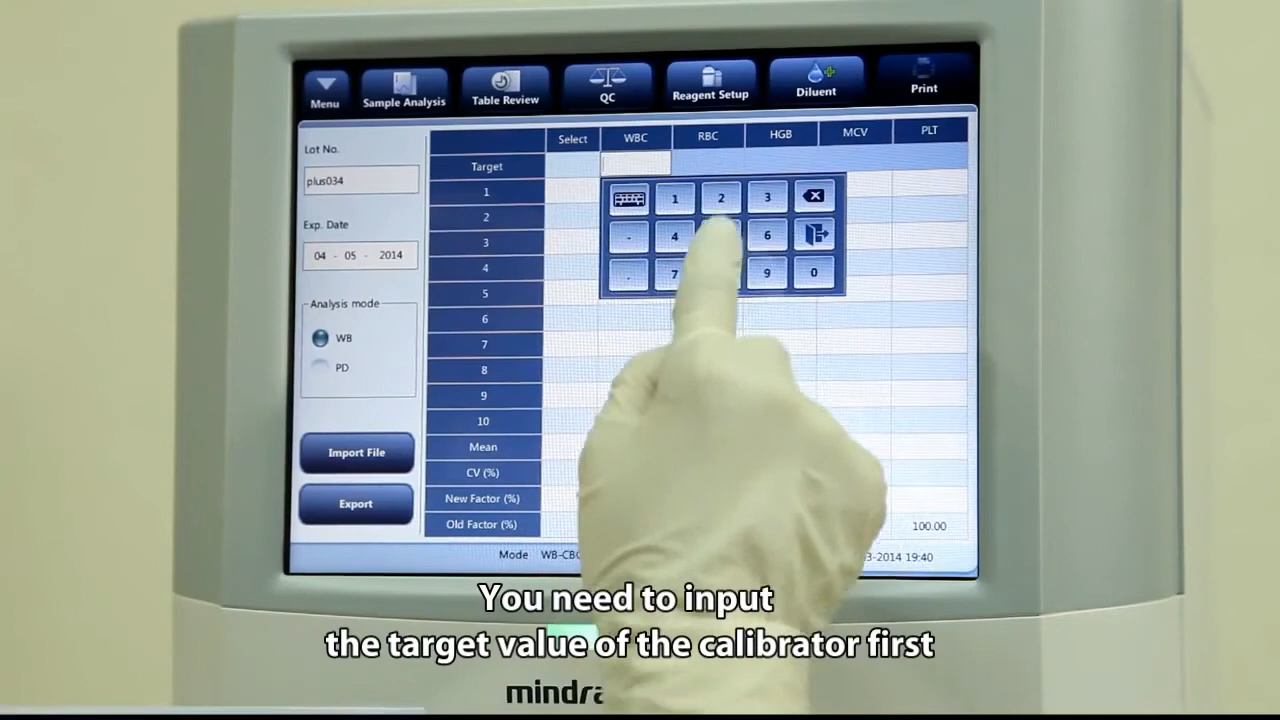 Menu
Sample Analysis
Table Review
QC
Reagent Setup
Diluent
Print
Lot No.
plus034
Exp. Date
04 - 05 - 2014
Analysis mode
WB
PD
Import File
Export
Select WBC RBC HGB MCV PLT
Target
1
2
3
4
5
6
7
8
9
10
Mean
CV (%)
New Factor (%)
Old Factor (%) 100.00
1 2 3
- 4 6
. 7 9 0
Mode WB-CBC
3-2014 19:40
You need to input
the target value of the calibrator first
mindra